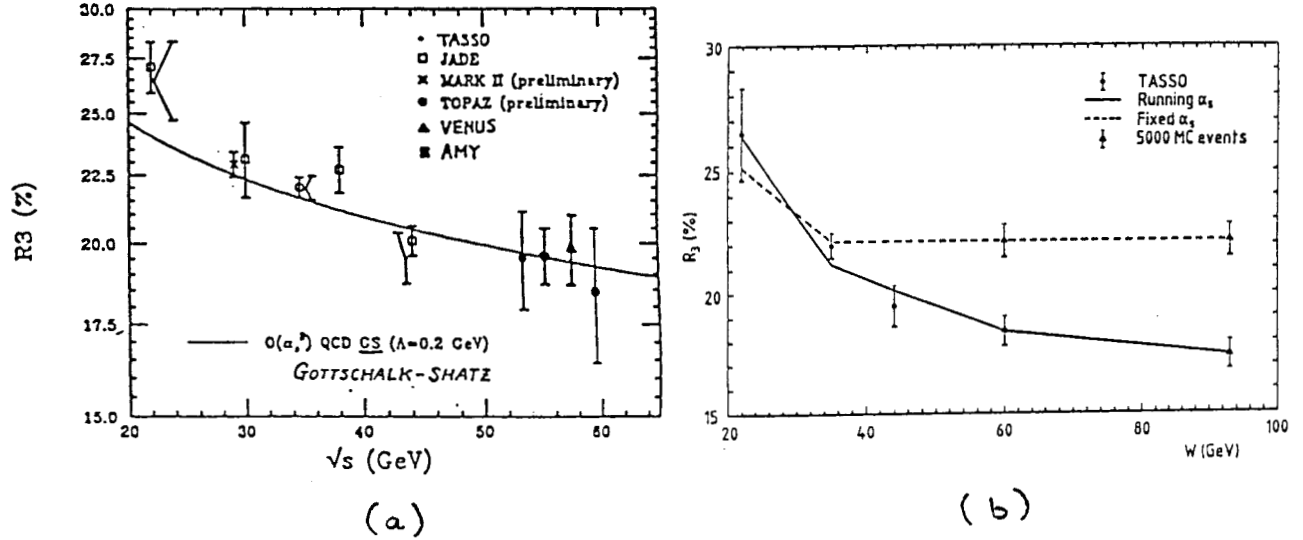 30.0
27.5
25.0
22.5
20.0
17.5
15.0
R3 (%)
TASSO
JADE
MARK II (preliminary)
TOPAZ (preliminary)
VENUS
AMY
O(αs²) QCD GS (Λ=0.2 GeV)
GOTTSCHALK-SHATZ
20 30 40 50 60
√s (GeV)
(a)
30
25
20
15
R3 (%)
TASSO
Running αs
Fixed αs
5000 MC events
20 40 60 80 100
W (GeV)
(b)